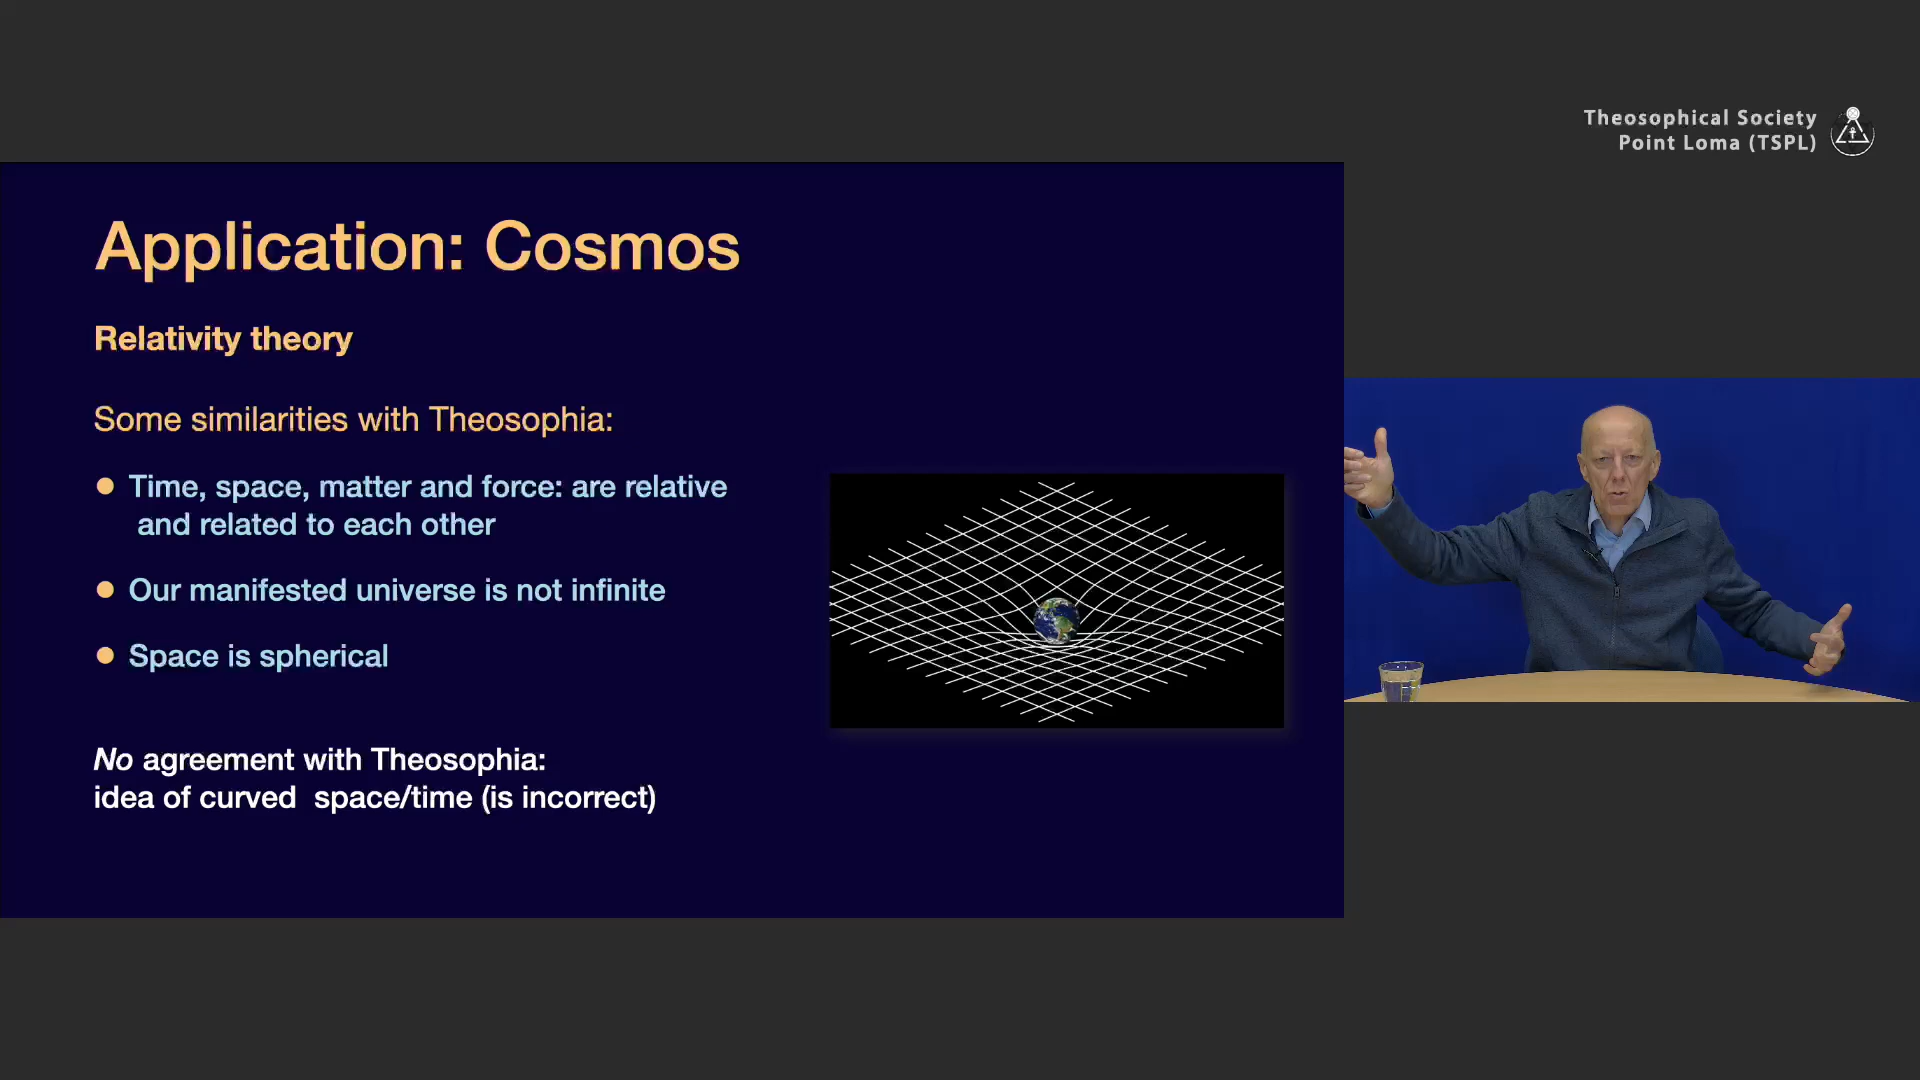 Theosophical Society
Point Loma (TSPL)
Application: Cosmos
Relativity theory
Some similarities with Theosophia:
Time, space, matter and force: are relative
and related to each other
Our manifested universe is not infinite
Space is spherical
No agreement with Theosophia:
idea of curved  space/time (is incorrect)